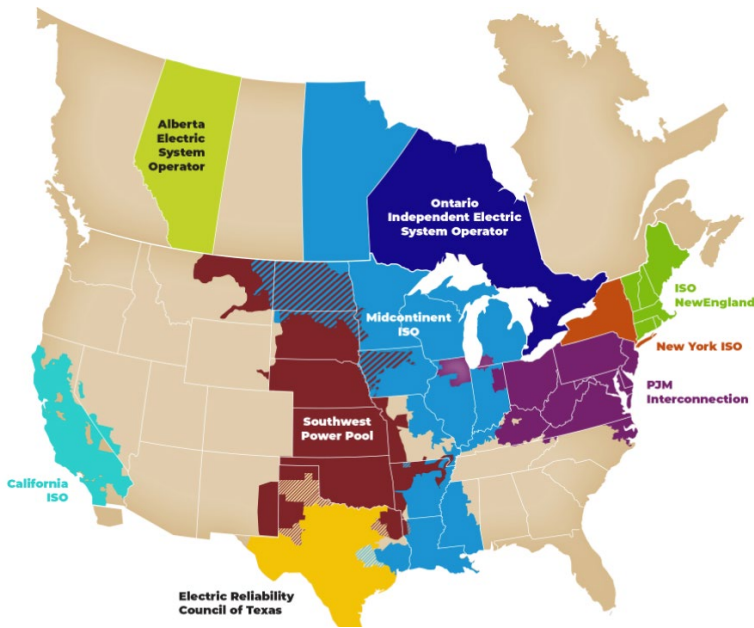 Alberta
Electric
System
Operator
Ontario
Independent Electric
System Operator
ISO
NewEngland
Midcontinent
ISO
New York ISO
PJM
Interconnection
Southwest
Power Pool
California
ISO
Electric Reliability
Council of Texas